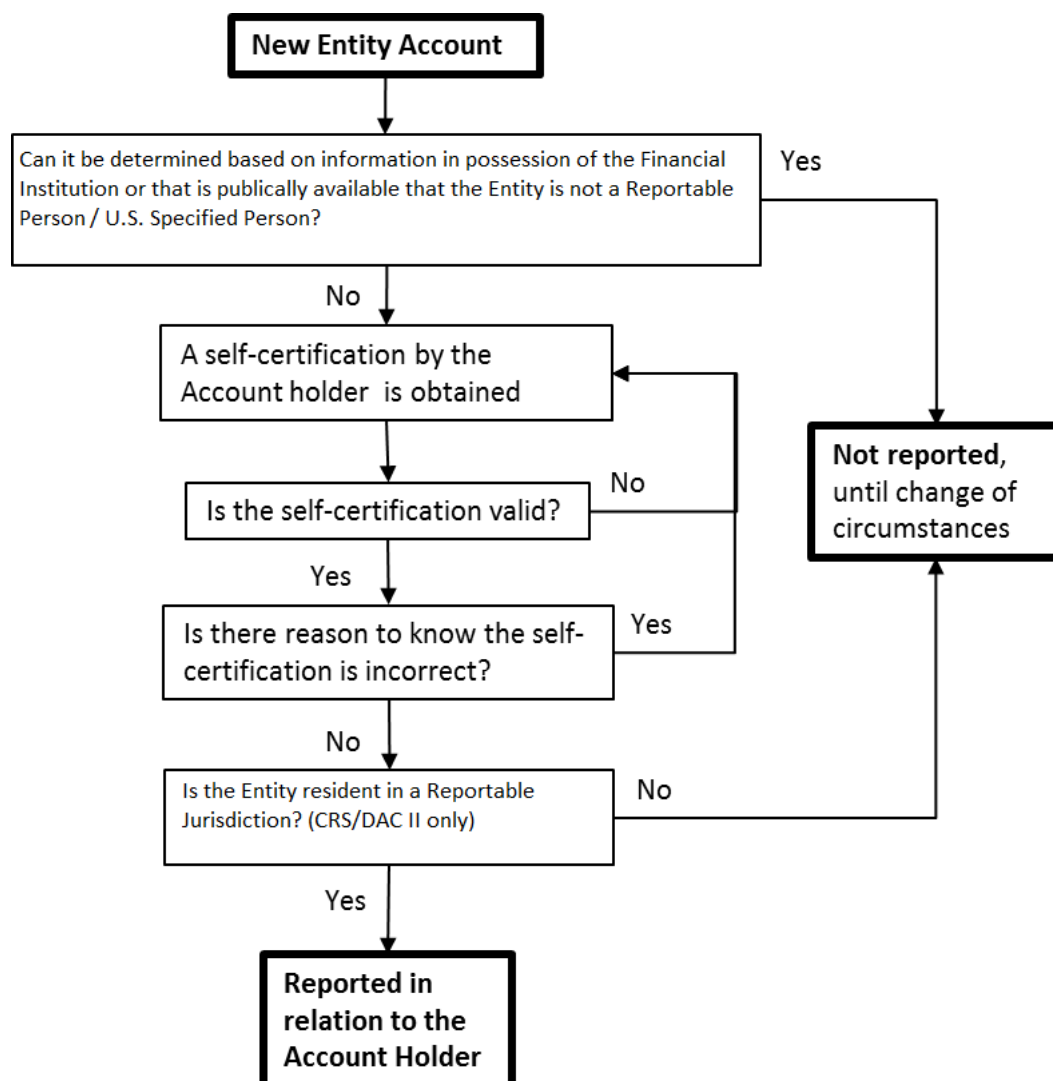 New Entity Account
Can it be determined based on information in possession of the Financial
Institution or that is publically available that the Entity is not a Reportable
Person / U.S. Specified Person?
Yes
No
A self-certification by the
Account holder is obtained
Not reported,
until change of
circumstances
Is the self-certification valid?
No
Yes
Is there reason to know the self-
certification is incorrect?
Yes
No
Is the Entity resident in a Reportable
Jurisdiction? (CRS/DAC II only)
No
Yes
Reported in
relation to the
Account Holder